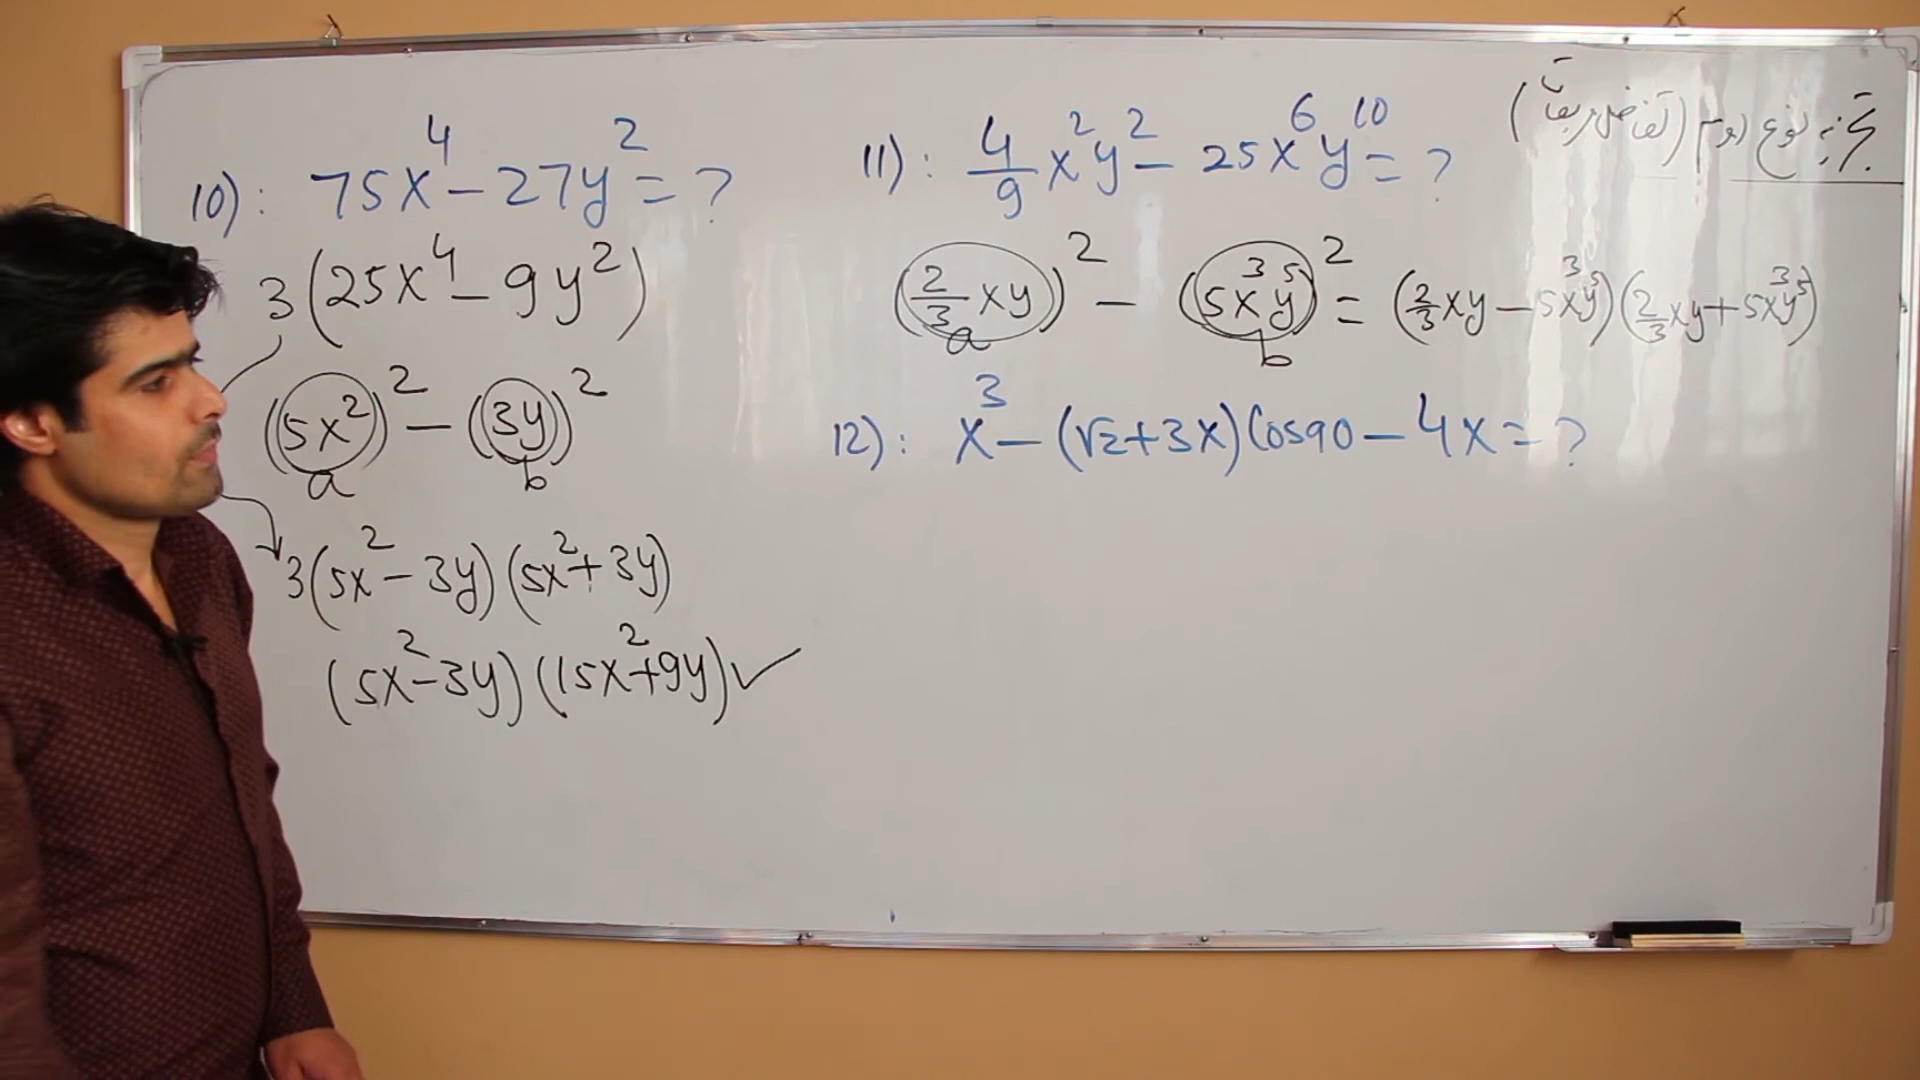 تجزیه نوع دوم (تفاضل مربعات)
10): 75x⁴ - 27y² = ?
3(25x⁴ - 9y²)
(5x²)² - (3y)²
a b
3(5x² - 3y)(5x² + 3y)
(5x² - 3y)(15x² + 9y) ✓
11): 4/9 x²y² - 25x⁶y¹⁰ = ?
(2/3 xy)² - (5x³y⁵)² = (2/3 xy - 5x³y⁵)(2/3 xy + 5x³y⁵)
a b
12): x³ - (√2 + 3x)Cos90 - 4x = ?